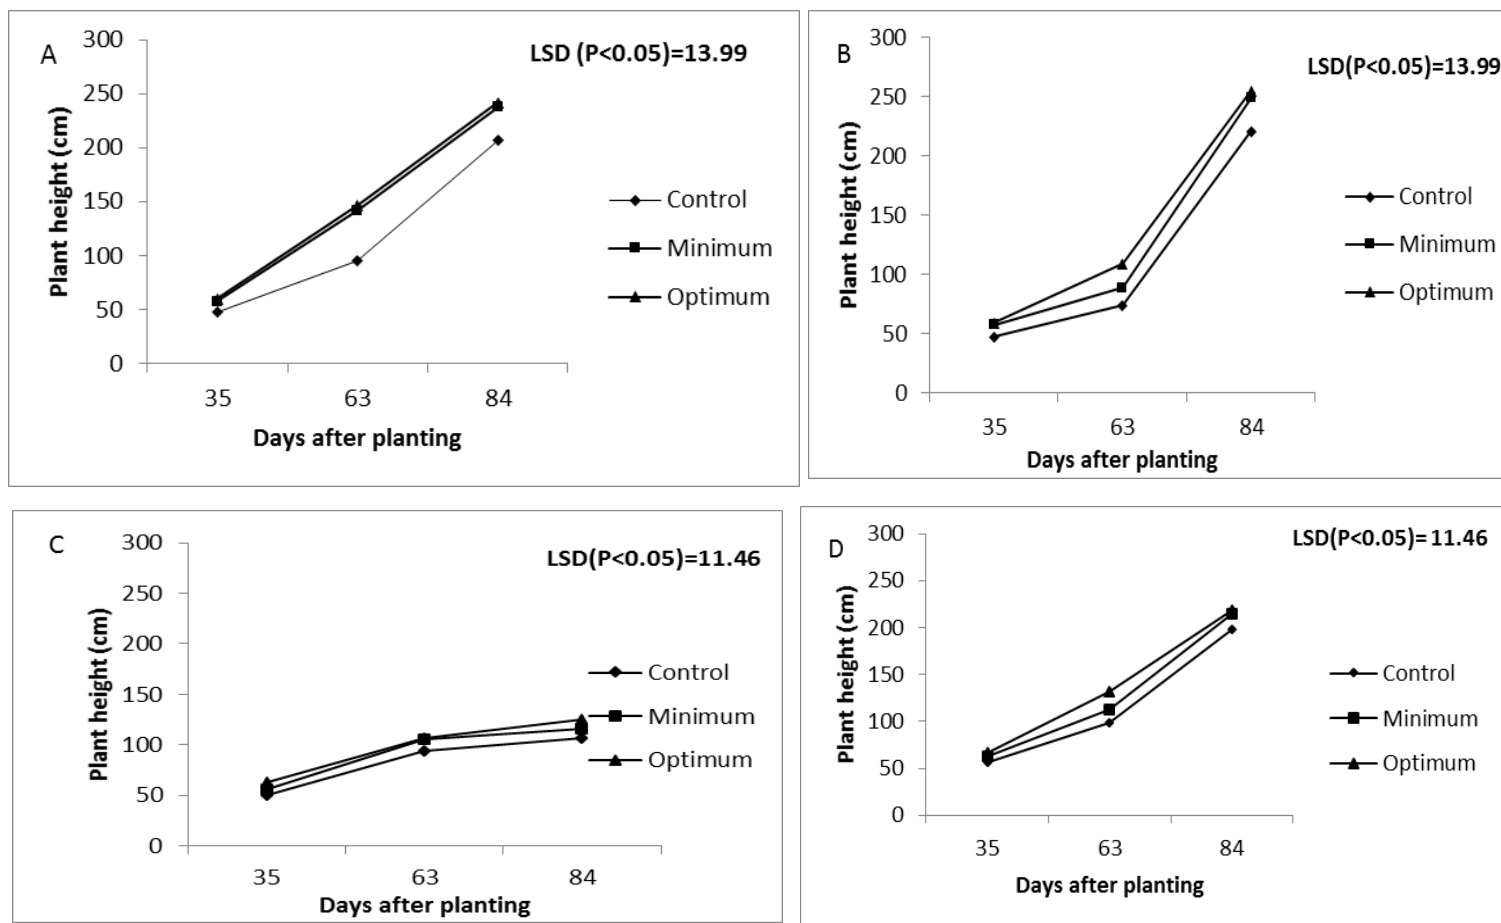 A
LSD (P<0.05)=13.99
300
250
200
150
100
50
0
Plant height (cm)
Control
Minimum
Optimum
35 63 84
Days after planting
B
LSD(P<0.05)=13.99
300
250
200
150
100
50
0
Plant height (cm)
Control
Minimum
Optimum
35 63 84
Days after planting
C
LSD(P<0.05)=11.46
300
250
200
150
100
50
0
Plant height (cm)
Control
Minimum
Optimum
35 63 84
Days after planting
D
LSD(P<0.05)= 11.46
300
250
200
150
100
50
0
Plant height (cm)
Control
Minimum
Optimum
35 63 84
Days after planting